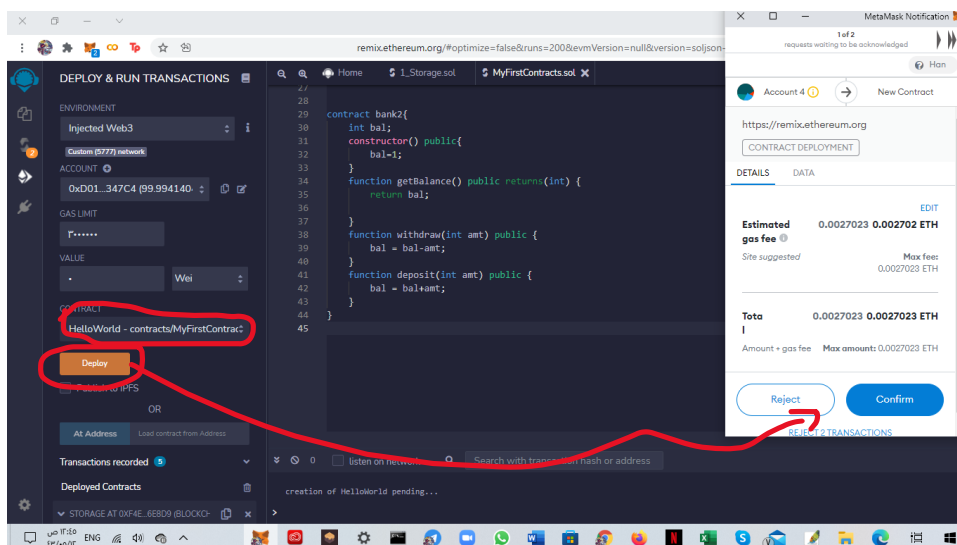 remix.ethereum.org/#optimize=false&runs=200&evmVersion=null&version=soljson-
DEPLOY & RUN TRANSACTIONS
ENVIRONMENT
Injected Web3
Custom (5777) network
ACCOUNT
0xD01...347C4 (99.994140
GAS LIMIT
٣٠٠٠٠٠٠
VALUE
٠
Wei
CONTRACT
HelloWorld - contracts/MyFirstContrac
Deploy
Publish to IPFS
OR
At Address
Load contract from Address
Transactions recorded 5
Deployed Contracts
STORAGE AT 0XF4E...6E8D9 (BLOCKCH
Home
1_Storage.sol
MyFirstContracts.sol
27
28
29 contract bank2{
30 int bal;
31 constructor() public{
32 bal=1;
33 }
34 function getBalance() public returns(int) {
35 return bal;
36
37 }
38 function withdraw(int amt) public {
39 bal = bal-amt;
40 }
41 function deposit(int amt) public {
42 bal = bal+amt;
43 }
44 }
45
0
listen on network
Search with transaction hash or address
creation of HelloWorld pending...
>
MetaMask Notification
1 of 2
requests waiting to be acknowledged
Han
Account 4
New Contract
https://remix.ethereum.org
CONTRACT DEPLOYMENT
DETAILS
DATA
EDIT
Estimated gas fee
0.0027023 0.002702 ETH
Site suggested
Max fee:
0.0027023 ETH
Tota
l
0.0027023 0.0027023 ETH
Amount + gas fee
Max amount: 0.0027023 ETH
Reject
Confirm
REJECT 2 TRANSACTIONS
ENG